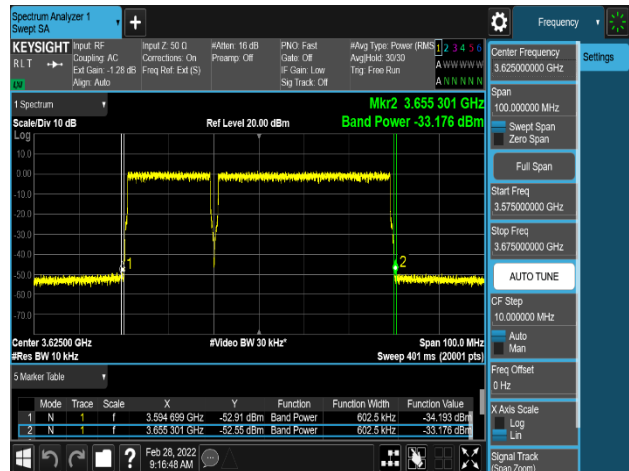 Spectrum Analyzer 1
Swept SA
+
Frequency
KEYSIGHT
R L T
LV
Input: RF
Coupling: AC
Ext Gain: -1.28 dB
Align: Auto
Input Z: 50 Ω
Corrections: On
Freq Ref: Ext (S)
#Atten: 16 dB
Preamp: Off
PNO: Fast
Gate: Off
IF Gain: Low
Sig Track: Off
#Avg Type: Power (RMS
Avg|Hold: 30/30
Trig: Free Run
1 2 3 4 5 6
A W W W W W
A N N N N N
Center Frequency
3.625000000 GHz
Settings
Span
100.000000 MHz
Swept Span
Zero Span
Full Span
Start Freq
3.575000000 GHz
Stop Freq
3.675000000 GHz
AUTO TUNE
CF Step
10.000000 MHz
Auto
Man
Freq Offset
0 Hz
X Axis Scale
Log
Lin
Signal Track
(Span Zoom)
1 Spectrum
Scale/Div 10 dB
Ref Level 20.00 dBm
Mkr2 3.655 301 GHz
Band Power -33.176 dBm
Log
10.0
0.00
-10.0
-20.0
-30.0
-40.0
-50.0
-60.0
-70.0
1
2
Center 3.62500 GHz
#Res BW 10 kHz
#Video BW 30 kHz*
Span 100.0 MHz
Sweep 401 ms (20001 pts)
5 Marker Table
Mode Trace Scale X Y Function Function Width Function Value
1 N 1 f 3.594 699 GHz -52.91 dBm Band Power 602.5 kHz -34.193 dBm
2 N 1 f 3.655 301 GHz -52.55 dBm Band Power 602.5 kHz -33.176 dBm
?
Feb 28, 2022
9:16:48 AM